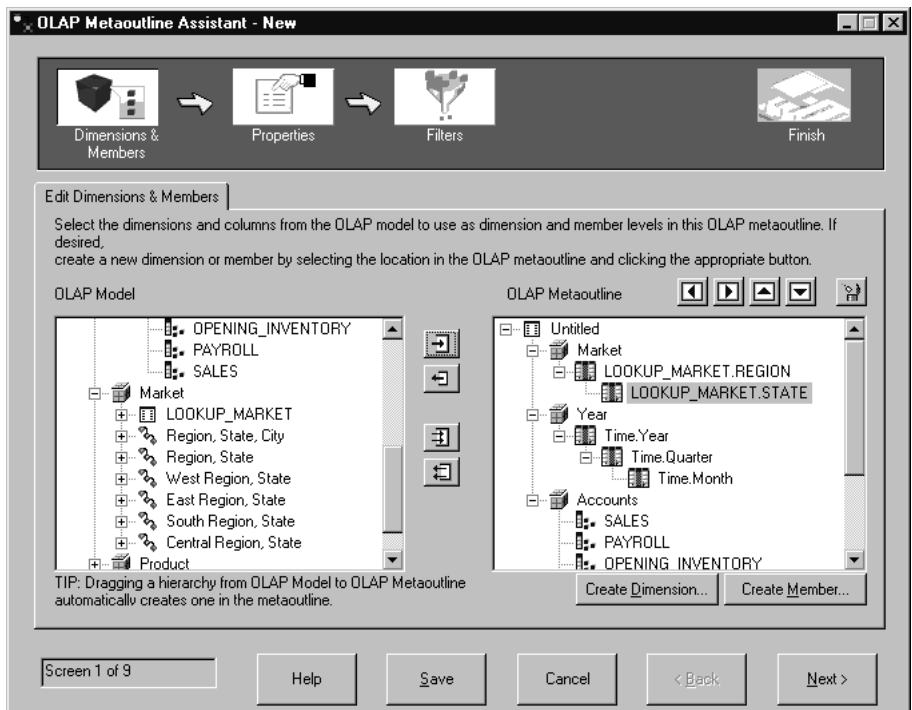 OLAP Metaoutline Assistant - New
Dimensions &
Members
Properties
Filters
Finish
Edit Dimensions & Members
Select the dimensions and columns from the OLAP model to use as dimension and member levels in this OLAP metaoutline. If
desired,
create a new dimension or member by selecting the location in the OLAP metaoutline and clicking the appropriate button.
OLAP Model
OPENING_INVENTORY
PAYROLL
SALES
Market
LOOKUP_MARKET
Region, State, City
Region, State
West Region, State
East Region, State
South Region, State
Central Region, State
Product
TIP: Dragging a hierarchy from OLAP Model to OLAP Metaoutline
automatically creates one in the metaoutline.
OLAP Metaoutline
Untitled
Market
LOOKUP_MARKET.REGION
LOOKUP_MARKET.STATE
Year
Time.Year
Time.Quarter
Time.Month
Accounts
SALES
PAYROLL
OPENING_INVENTORY
Create Dimension...
Create Member...
Screen 1 of 9
Help
Save
Cancel
< Back
Next >